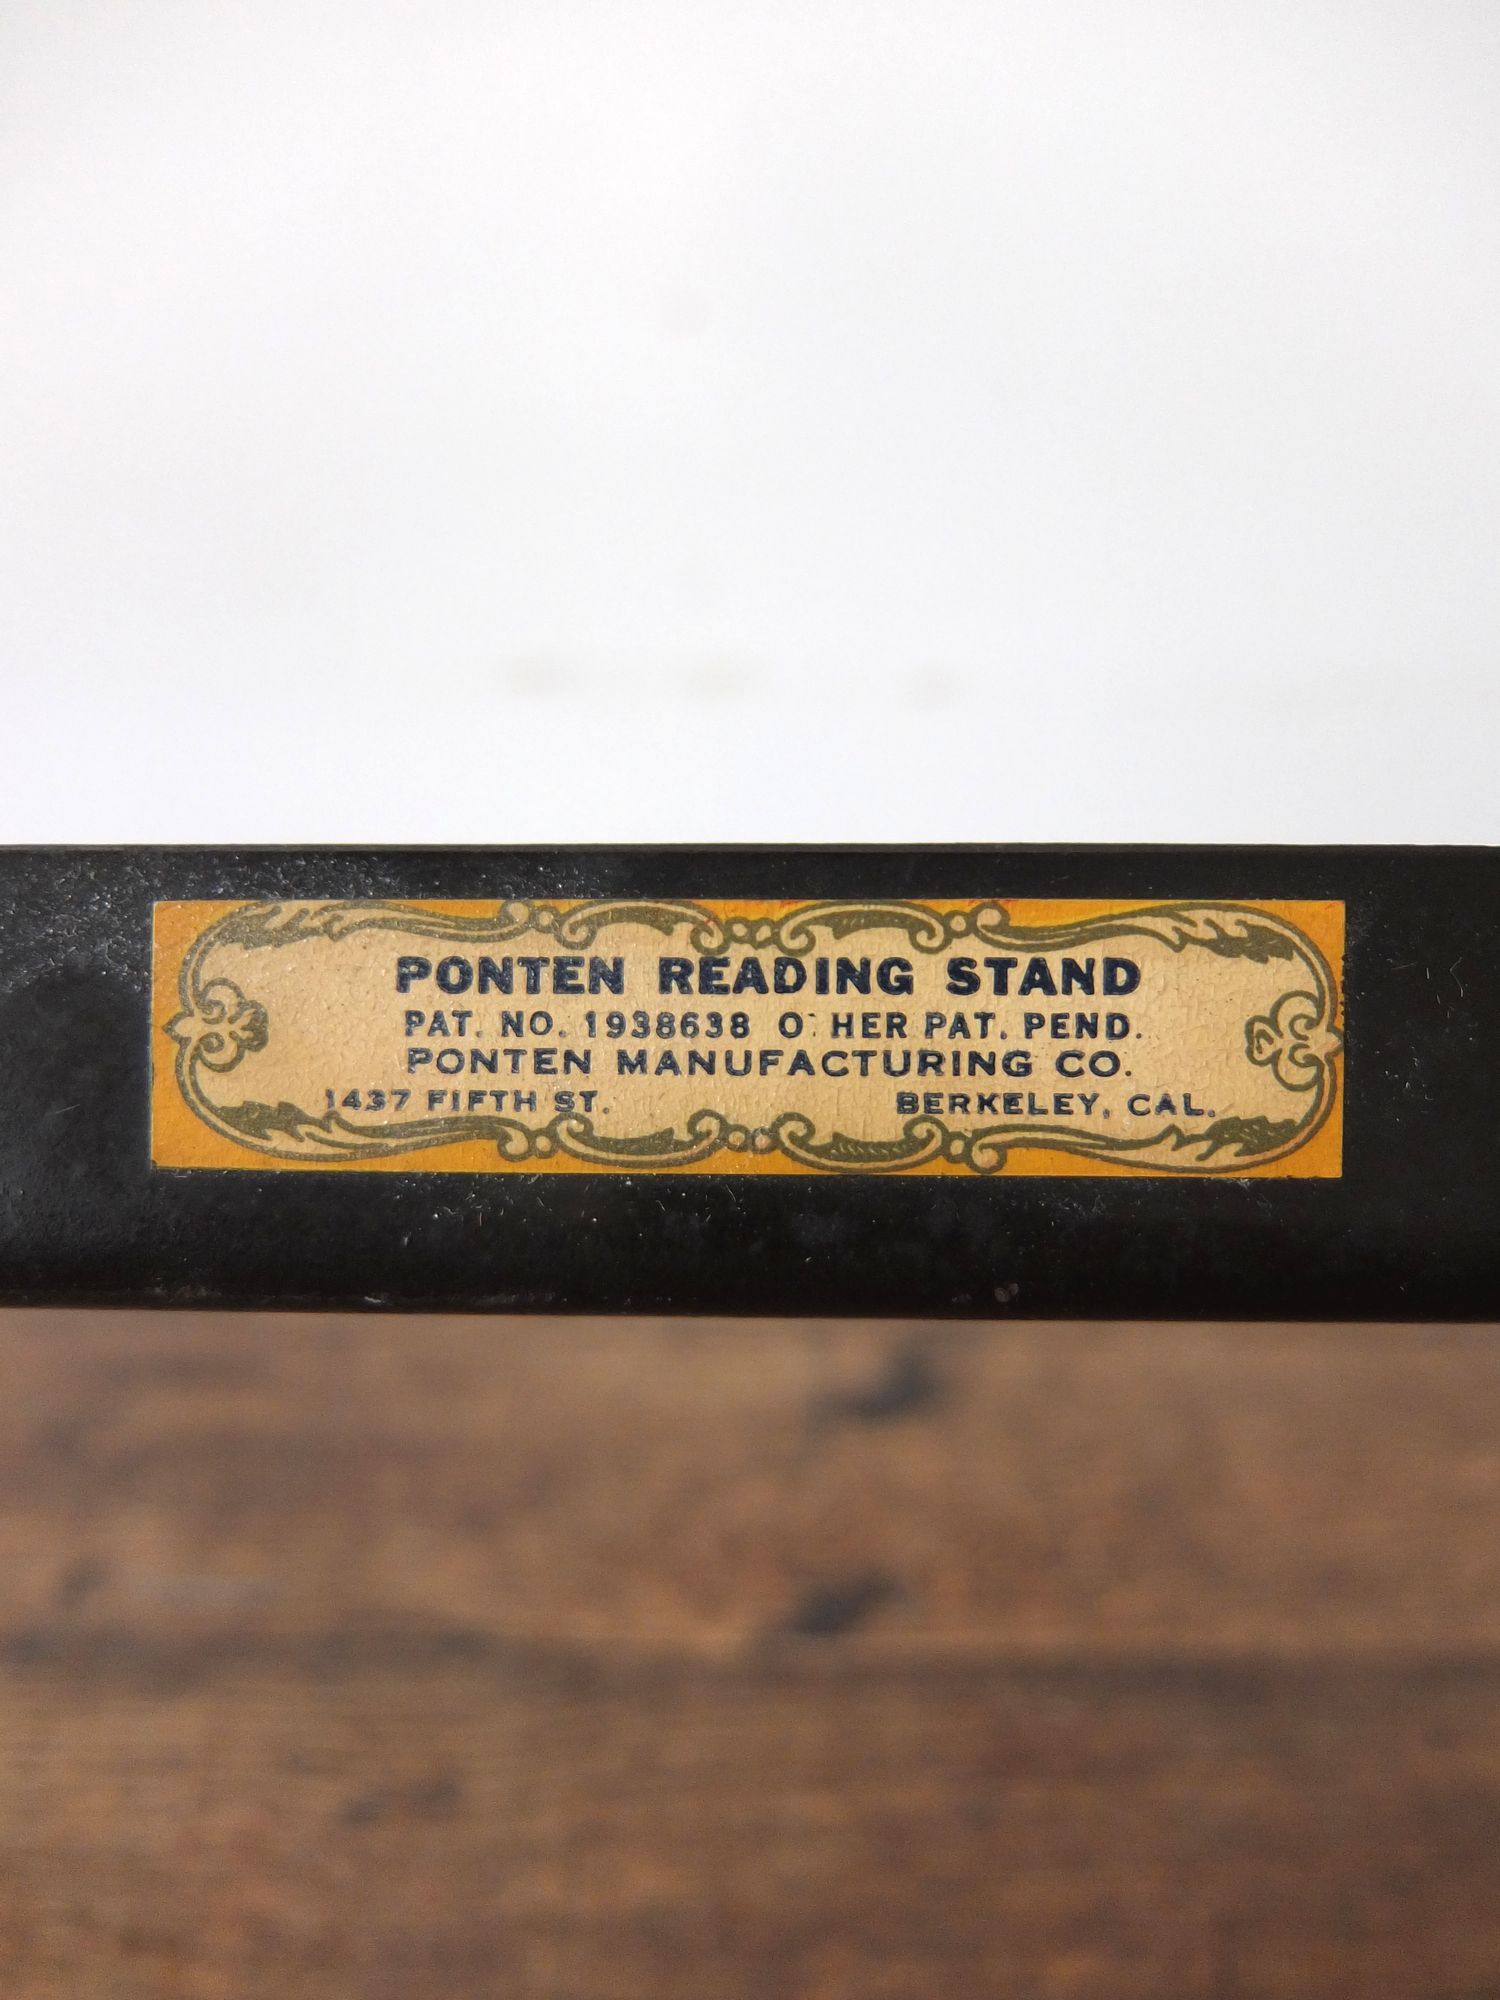 PONTEN READING STAND
PAT. NO. 1938638 O HER PAT. PEND.
PONTEN MANUFACTURING CO.
1437 FIFTH ST. BERKELEY, CAL.